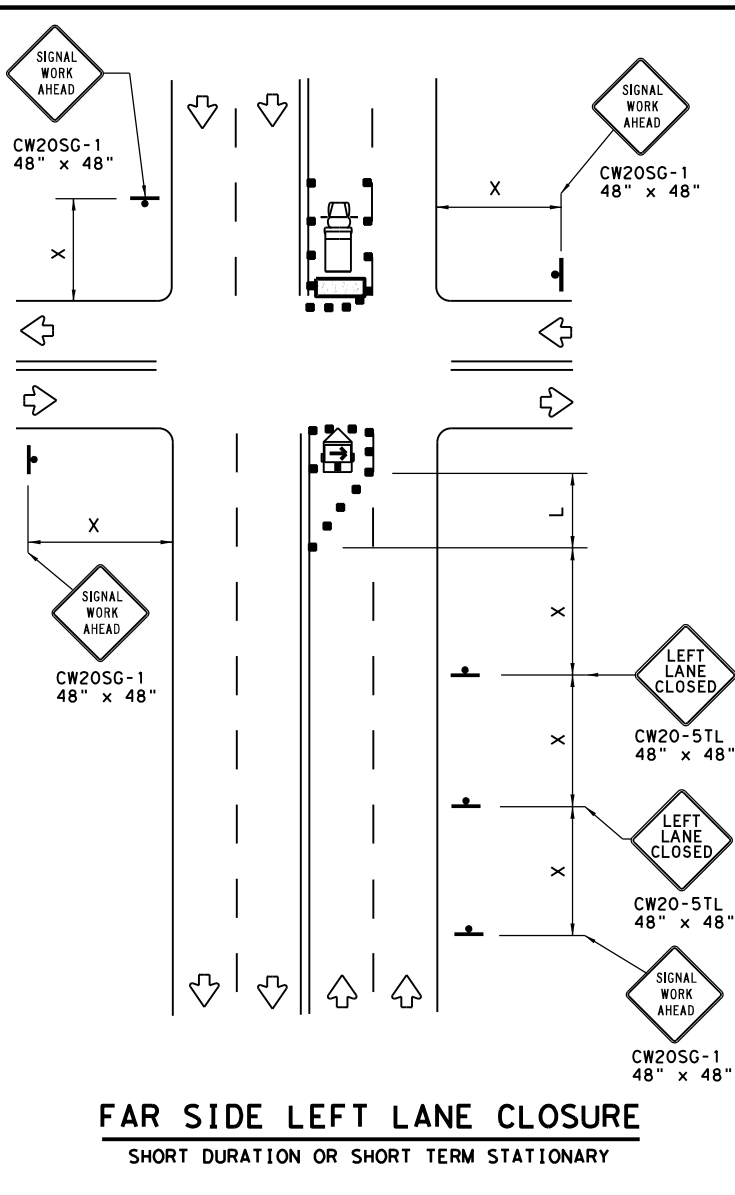 SIGNAL
WORK
AHEAD
CW20SG-1
48" x 48"
X
SIGNAL
WORK
AHEAD
CW20SG-1
48" x 48"
X
X
SIGNAL
WORK
AHEAD
CW20SG-1
48" x 48"
L
X
LEFT
LANE
CLOSED
CW20-5TL
48" x 48"
X
LEFT
LANE
CLOSED
CW20-5TL
48" x 48"
X
SIGNAL
WORK
AHEAD
CW20SG-1
48" x 48"
FAR SIDE LEFT LANE CLOSURE
SHORT DURATION OR SHORT TERM STATIONARY